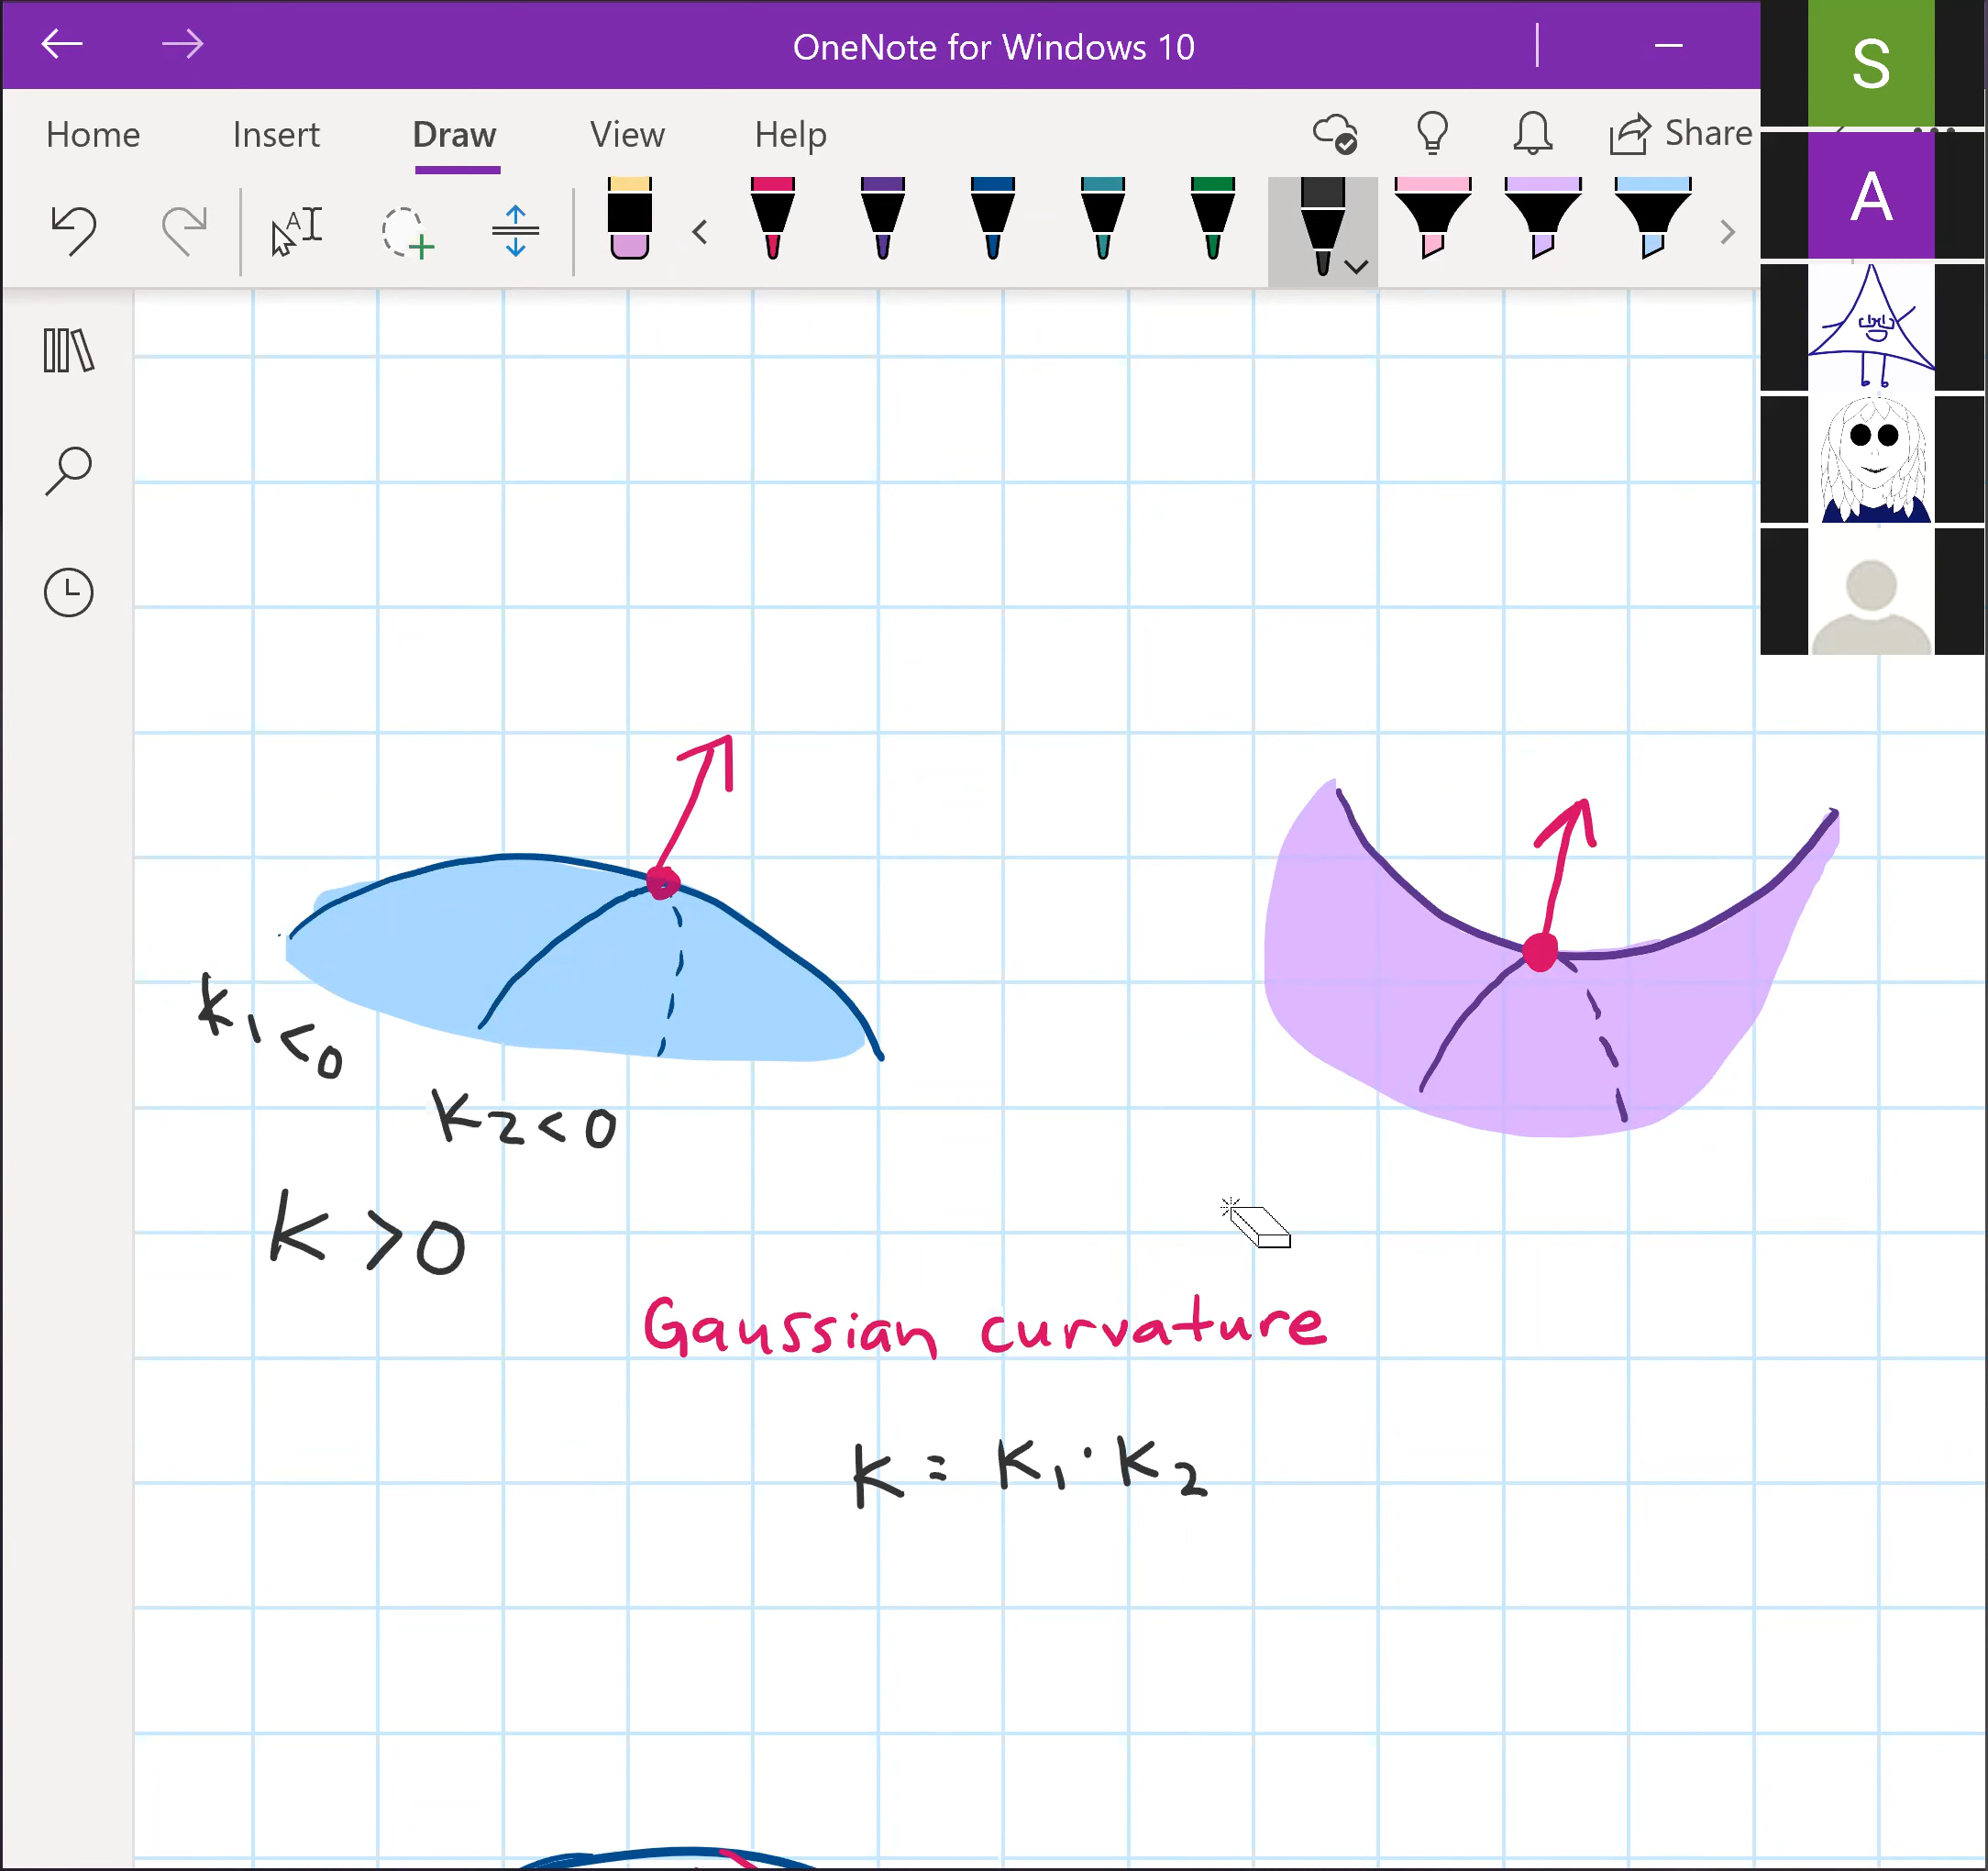 OneNote for Windows 10
S
Home Insert Draw View Help Share
A
k₁<0
k₂<0
k>0
Gaussian curvature
k = k₁·k₂